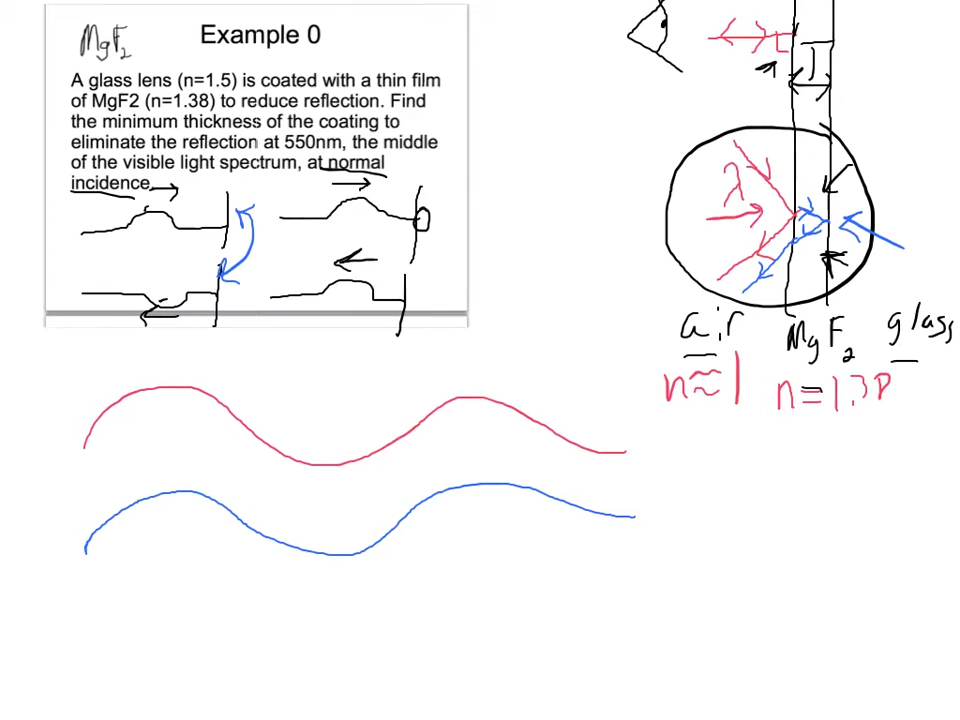 MgF2
Example 0
A glass lens (n=1.5) is coated with a thin film
of MgF2 (n=1.38) to reduce reflection. Find
the minimum thickness of the coating to
eliminate the reflection at 550nm, the middle
of the visible light spectrum, at normal
incidence.
λ
air
MgF2
glass
n≈1
n=1.38